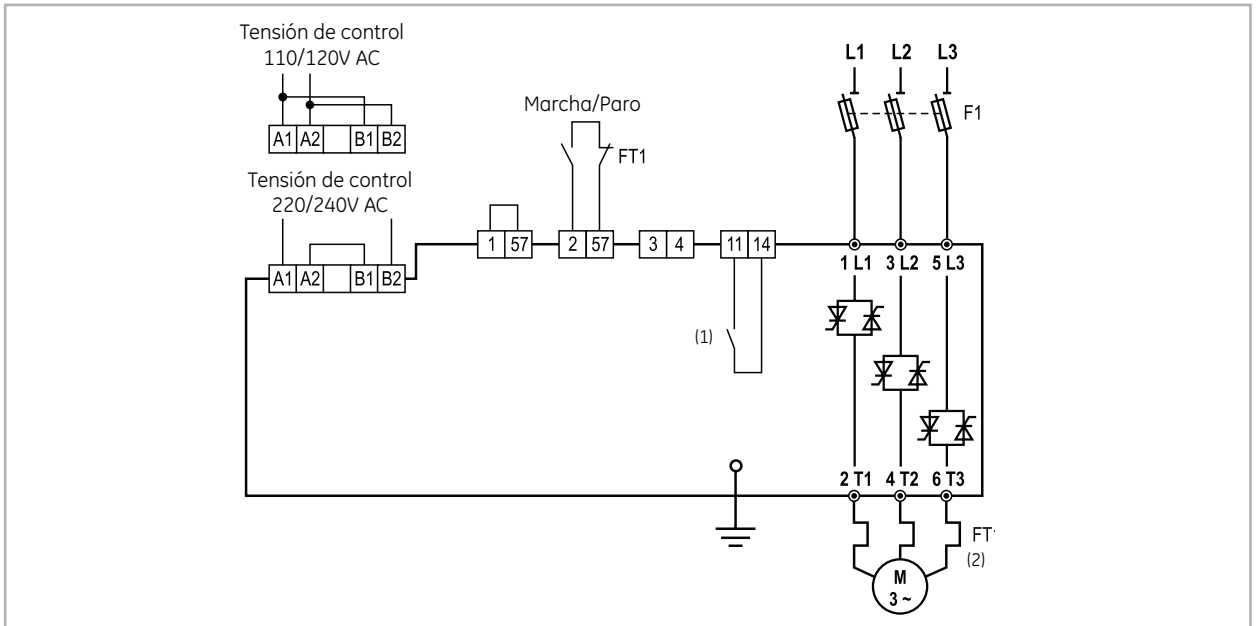 Tensión de control
110/120V AC
A1 A2 B1 B2
Tensión de control
220/240V AC
A1 A2 B1 B2
Marcha/Paro
FT1
1 57 2 57 3 4 11 14
(1)
L1 L2 L3
F1
1 L1 3 L2 5 L3
2 T1 4 T2 6 T3
FT1
(2)
M
3 ~